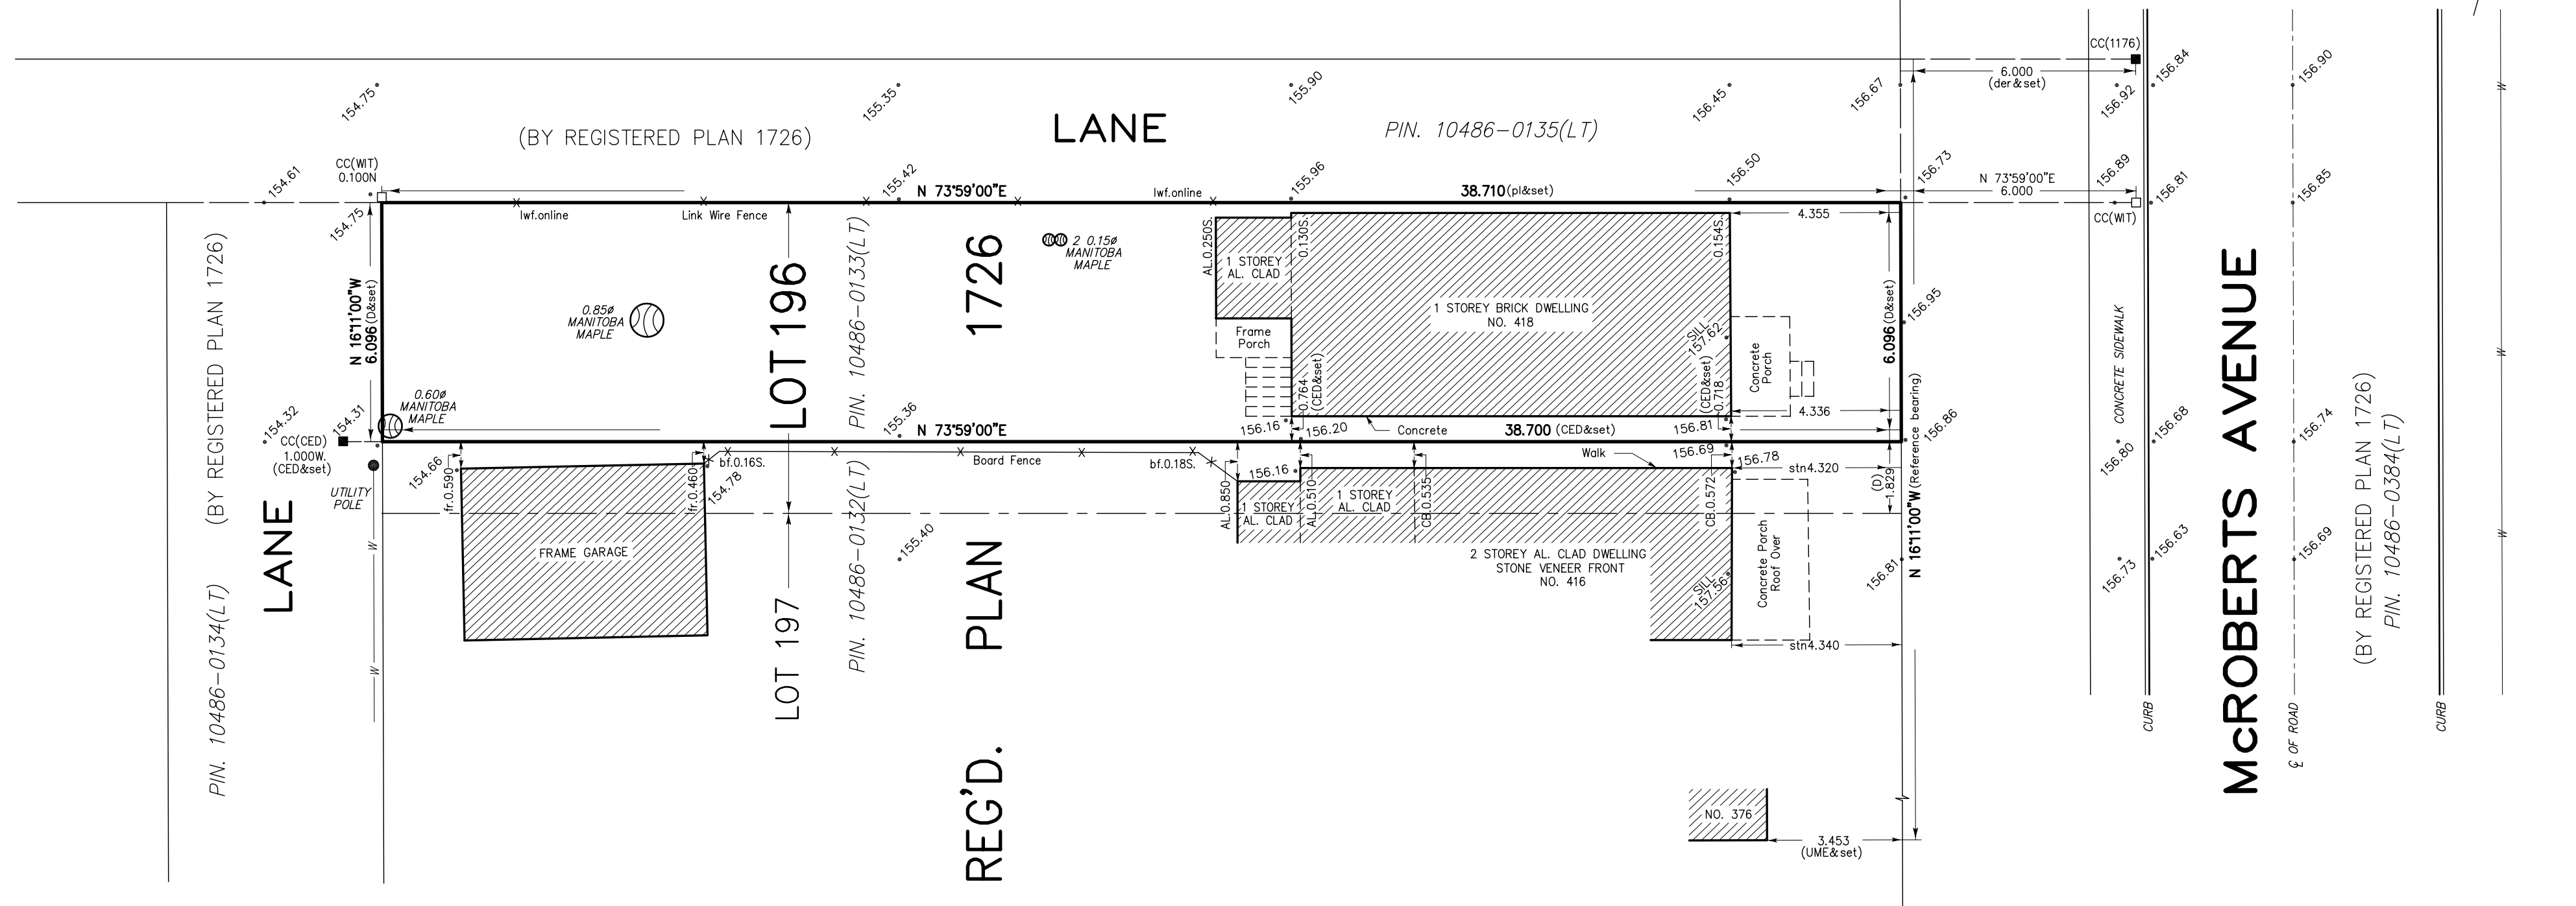 CC(1176)
6.000
(der&set)
156.84
156.90
156.92
154.75
155.35
155.90
156.45
156.67
LANE
(BY REGISTERED PLAN 1726)
PIN. 10486-0135(LT)
CC(WIT)
0.100N
154.61
154.75
N 73°59'00"E
155.42
lwf.online
155.96
38.710(pl&set)
156.50
156.73
N 73°59'00"E
6.000
156.89
156.81
156.85
CC(WIT)
lwf.online
Link Wire Fence
4.355
AL.0.250S.
0.130S.
0.154S.
2 0.15ø
MANITOBA
MAPLE
1 STOREY
AL. CLAD
1 STOREY BRICK DWELLING
NO. 418
Frame
Porch
SILL
157.62
Concrete
Porch
N 16°11'00"W
6.096(D&set)
6.096(D&set)
156.95
0.85ø
MANITOBA
MAPLE
0.60ø
MANITOBA
MAPLE
LOT 196
PIN. 10486-0133(LT)
0.764
(CED&set)
(CED&set)
0.718
4.336
154.32
154.31
CC(CED)
1.000W.
(CED&set)
155.36
N 73°59'00"E
156.16
156.20
Concrete
38.700 (CED&set)
156.81
156.86
156.80
156.68
156.74
154.66
fr.0.590
fr.0.460
bf.0.16S.
154.78
Board Fence
bf.0.18S.
156.16
Walk
156.69
156.78
stn4.320
(D)
1.829
UTILITY
POLE
AL.0.850
AL.0.510
CB.0.535
CB.0.572
1 STOREY
AL. CLAD
1 STOREY
AL. CLAD
FRAME GARAGE
155.40
2 STOREY AL. CLAD DWELLING
STONE VENEER FRONT
NO. 416
SILL
157.56
Concrete Porch
Roof Over
156.81
N 16°11'00"W(Reference bearing)
156.73
156.63
156.69
stn4.340
LOT 197
PIN. 10486-0132(LT)
REG'D. PLAN 1726
NO. 376
3.453
(UME&set)
PIN. 10486-0134(LT)
(BY REGISTERED PLAN 1726)
LANE
W
W
CONCRETE SIDEWALK
CURB
McROBERTS AVENUE
℄ OF ROAD
(BY REGISTERED PLAN 1726)
PIN. 10486-0384(LT)
CURB
W
W
W